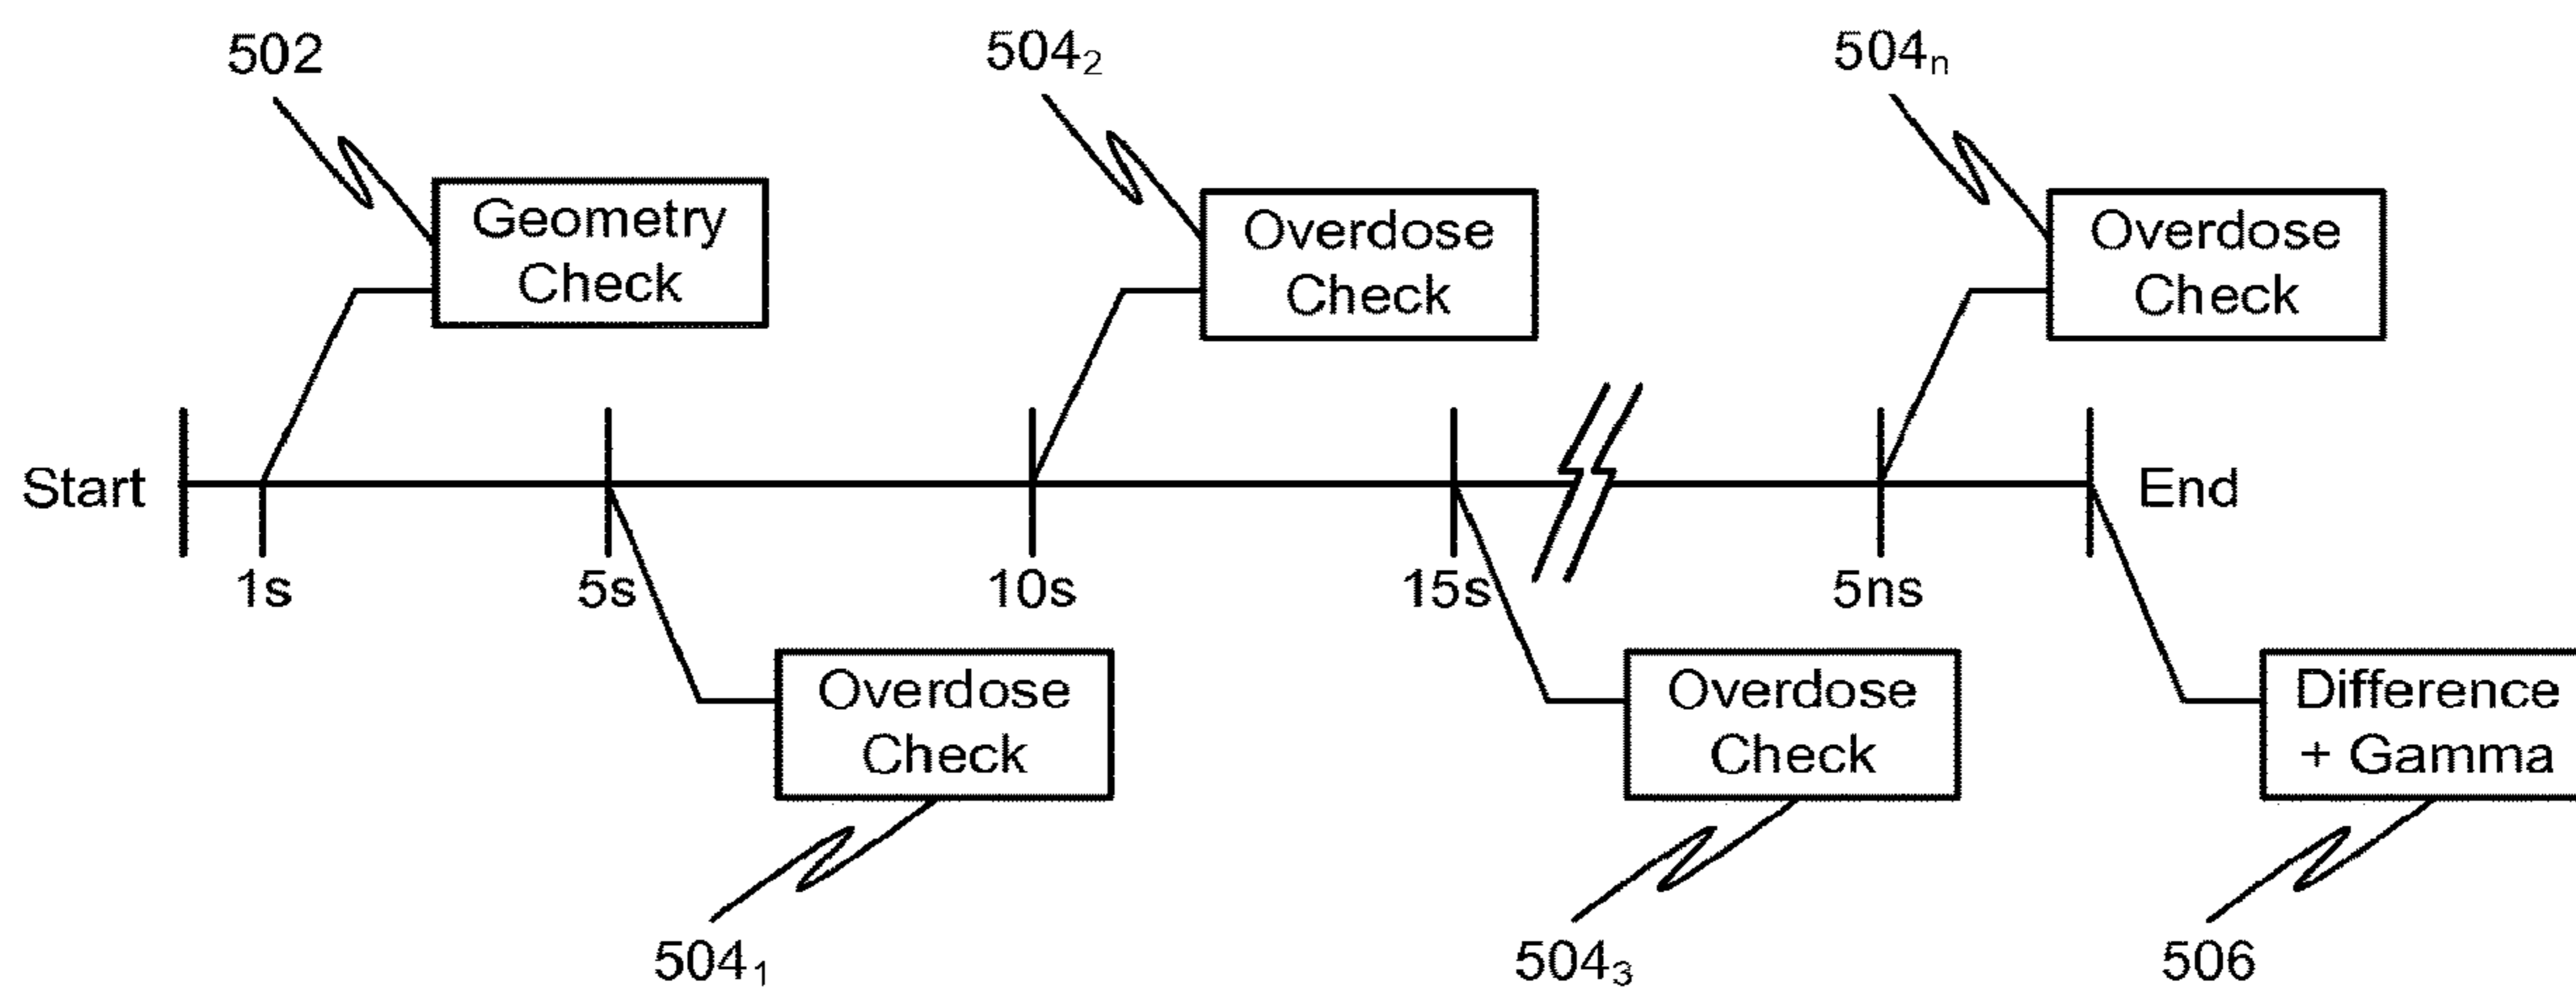 502
504₂
504ₙ
Geometry
Check
Overdose
Check
Overdose
Check
Start
End
1s
5s
10s
15s
5ns
Overdose
Check
Overdose
Check
Difference
+ Gamma
504₁
504₃
506